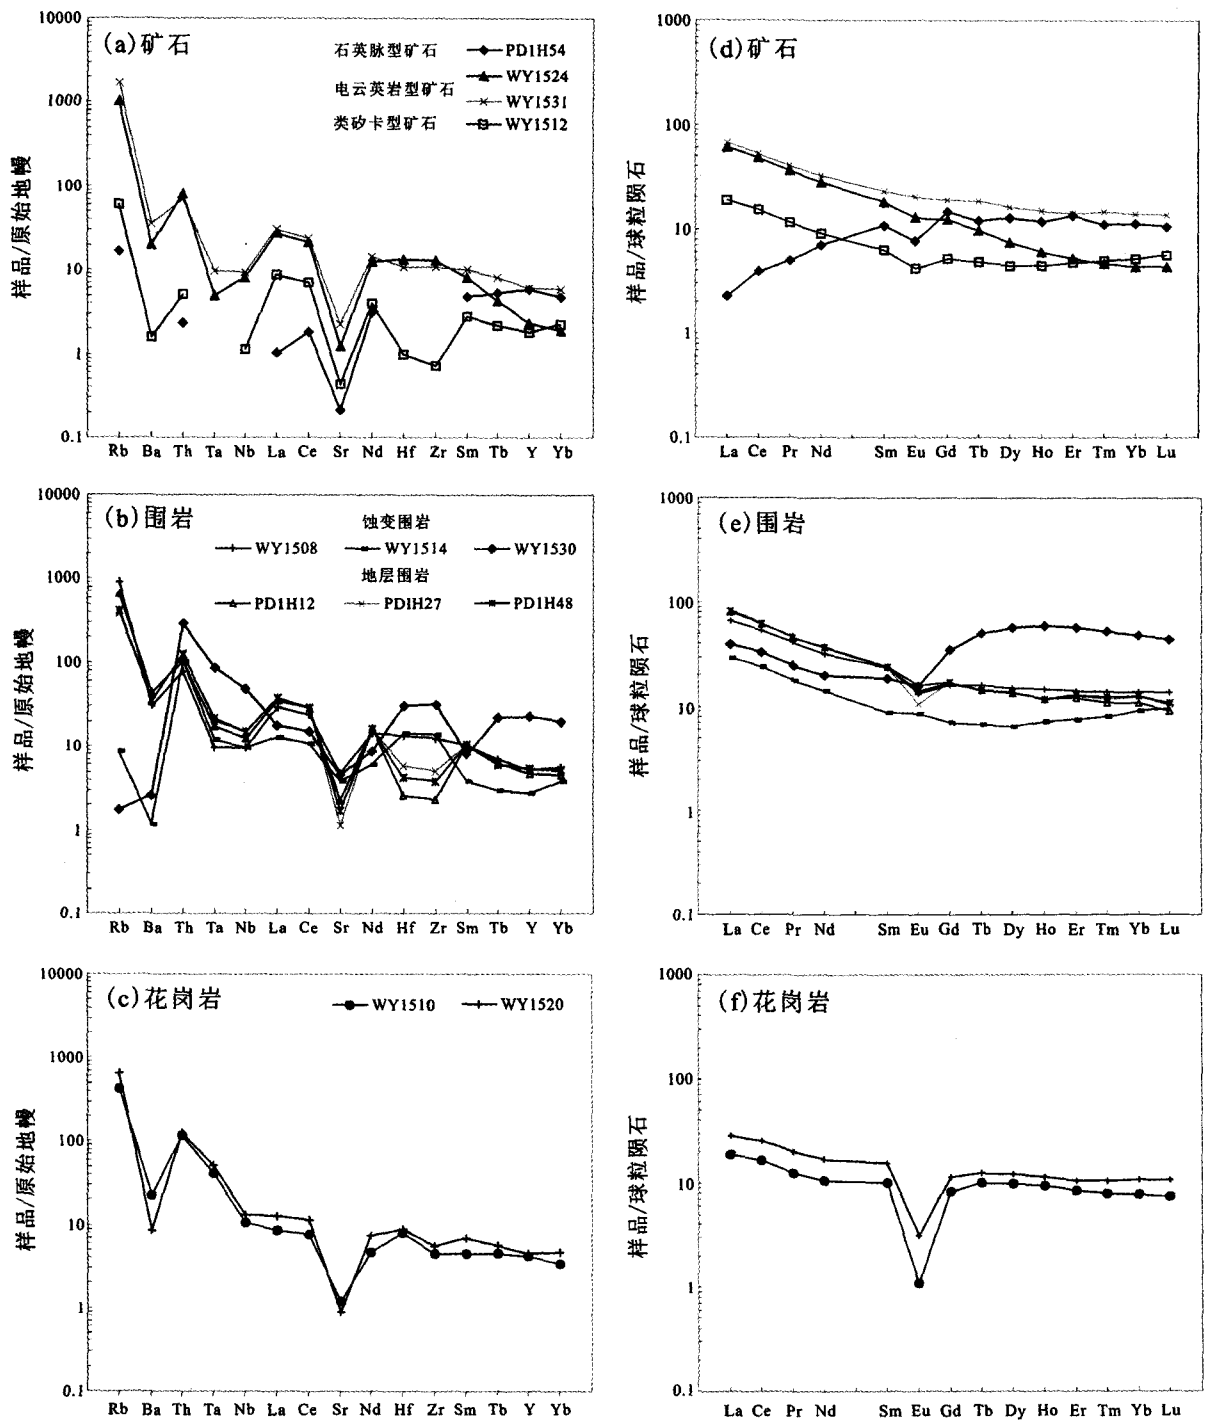 (a)矿石
石英脉型矿石 PD1H54
WY1524
电云英岩型矿石
WY1531
类矽卡型矿石 WY1512
10000
1000
100
10
1
0.1
样品/原始地幔
Rb Ba Th Ta Nb La Ce Sr Nd Hf Zr Sm Tb Y Yb
(d)矿石
1000
100
10
1
0.1
样品/球粒陨石
La Ce Pr Nd Sm Eu Gd Tb Dy Ho Er Tm Yb Lu
(b)围岩
蚀变围岩
WY1508 WY1514 WY1530
地层围岩
PD1H12 PD1H27 PD1H48
10000
1000
100
10
1
0.1
样品/原始地幔
Rb Ba Th Ta Nb La Ce Sr Nd Hf Zr Sm Tb Y Yb
(e)围岩
1000
100
10
1
0.1
样品/球粒陨石
La Ce Pr Nd Sm Eu Gd Tb Dy Ho Er Tm Yb Lu
(c)花岗岩
WY1510 WY1520
10000
1000
100
10
1
0.1
样品/原始地幔
Rb Ba Th Ta Nb La Ce Sr Nd Hf Zr Sm Tb Y Yb
(f)花岗岩
1000
100
10
1
0.1
样品/球粒陨石
La Ce Pr Nd Sm Eu Gd Tb Dy Ho Er Tm Yb Lu